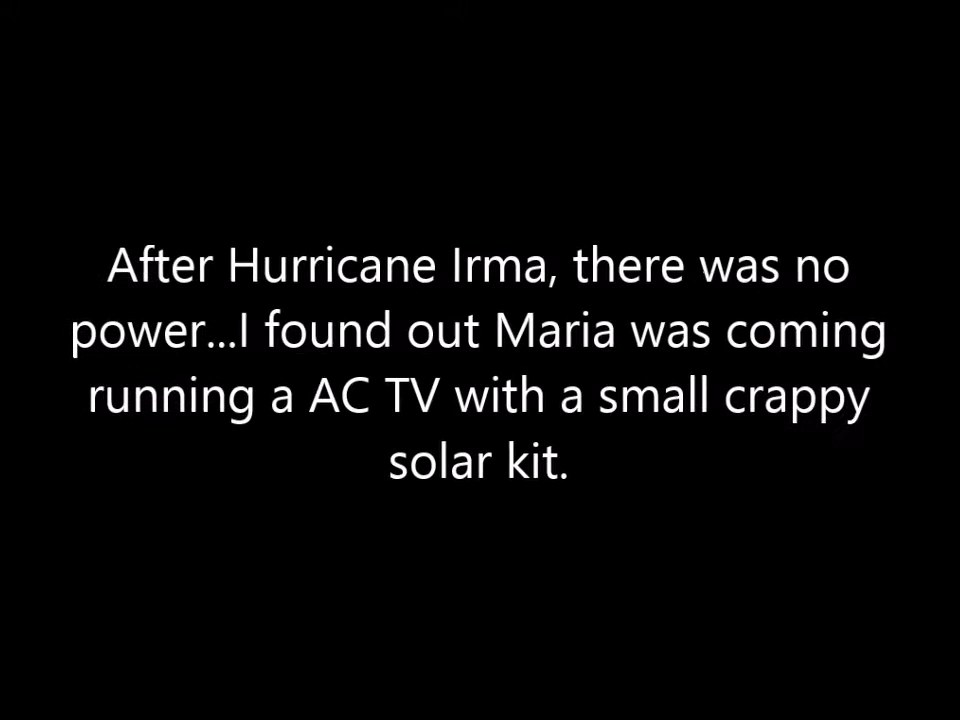 After Hurricane Irma, there was no
power...I found out Maria was coming
running a AC TV with a small crappy
solar kit.